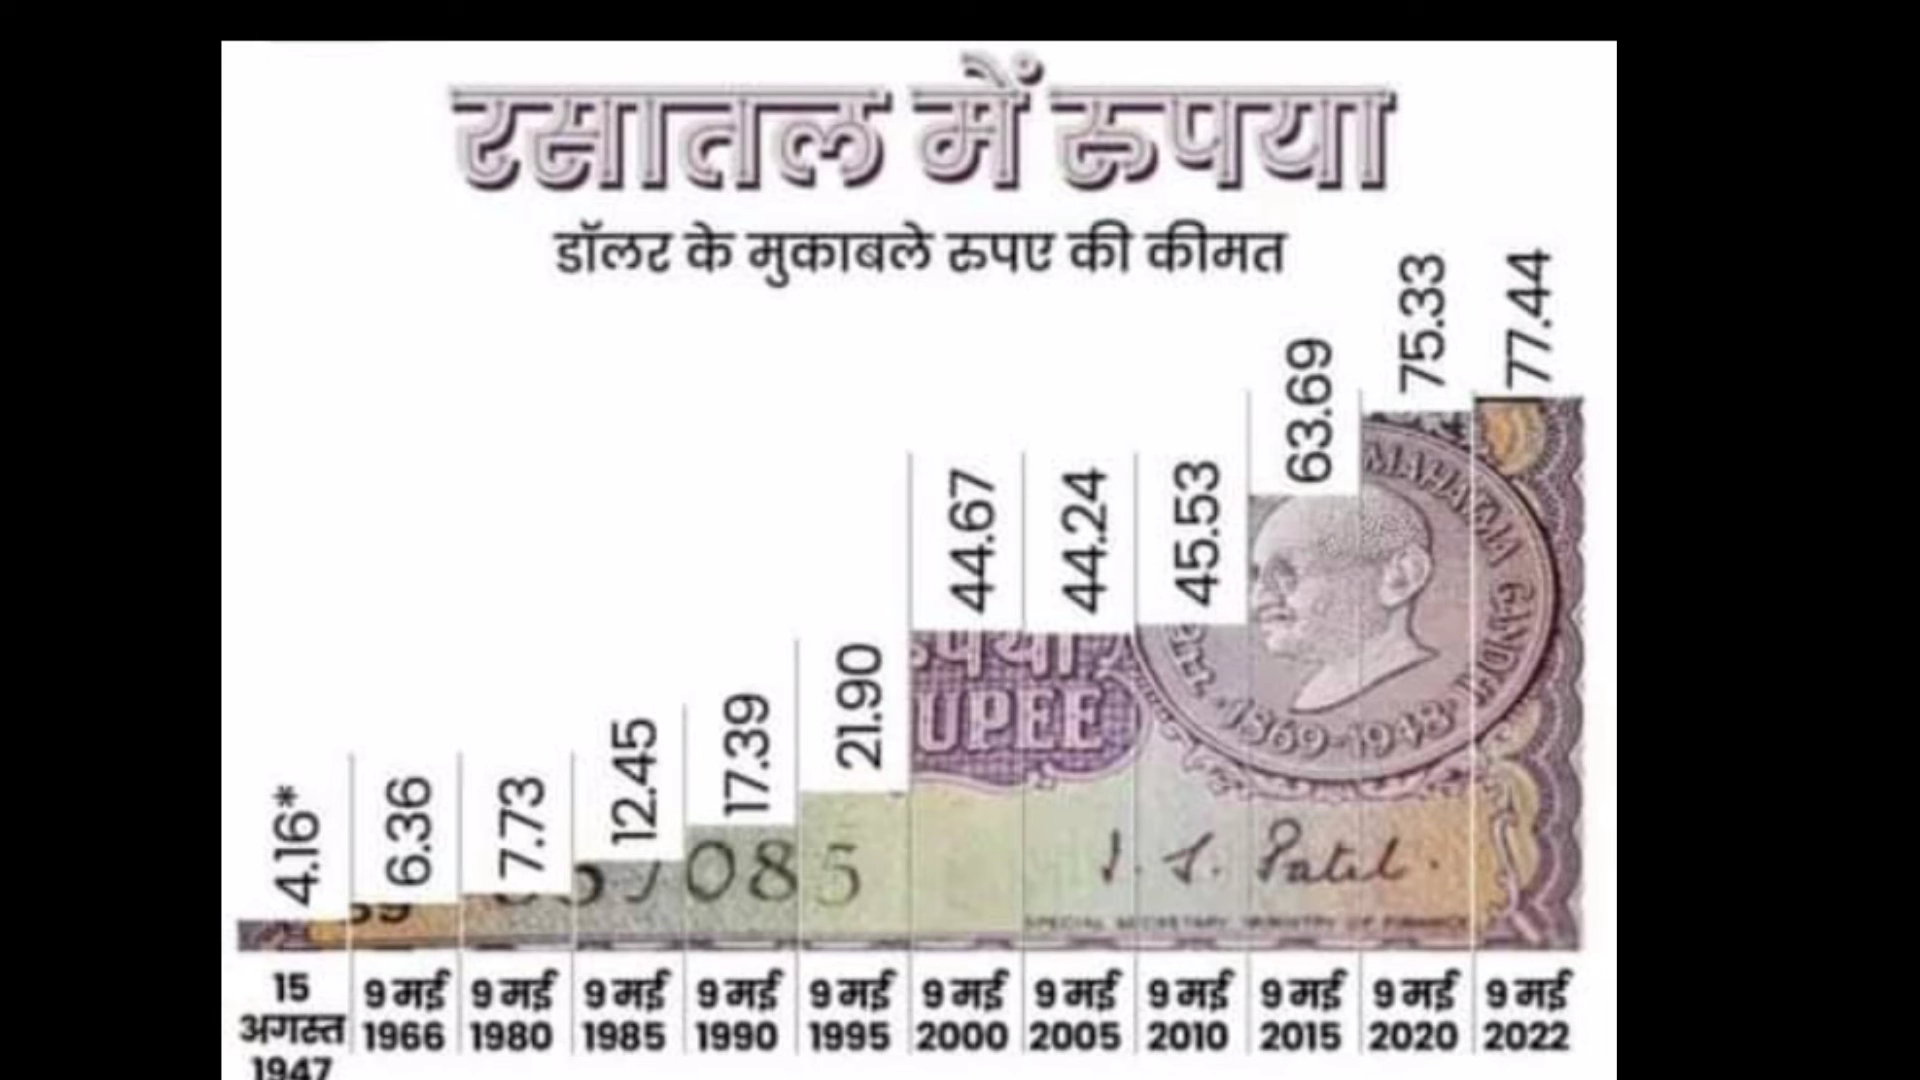 रसातल में रुपया
डॉलर के मुकाबले रुपए की कीमत
4.16*
6.36
7.73
12.45
17.39
21.90
44.67
44.24
45.53
63.69
75.33
77.44
MAHATMA GANDHI
1869-1948
UPEE
085
J. S. Patel.
SPECIAL SECRETARY MINISTRY OF FINANCE
15 अगस्त 1947
9 मई 1966
9 मई 1980
9 मई 1985
9 मई 1990
9 मई 1995
9 मई 2000
9 मई 2005
9 मई 2010
9 मई 2015
9 मई 2020
9 मई 2022